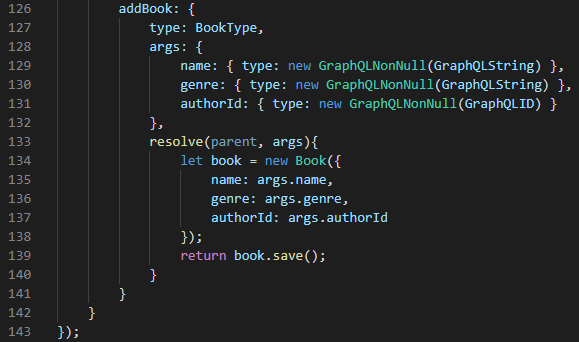 126         addBook: {
127             type: BookType,
128             args: {
129                 name: { type: new GraphQLNonNull(GraphQLString) },
130                 genre: { type: new GraphQLNonNull(GraphQLString) },
131                 authorId: { type: new GraphQLNonNull(GraphQLID) }
132             },
133             resolve(parent, args){
134                 let book = new Book({
135                     name: args.name,
136                     genre: args.genre,
137                     authorId: args.authorId
138                 });
139                 return book.save();
140             }
141         }
142     }
143 });